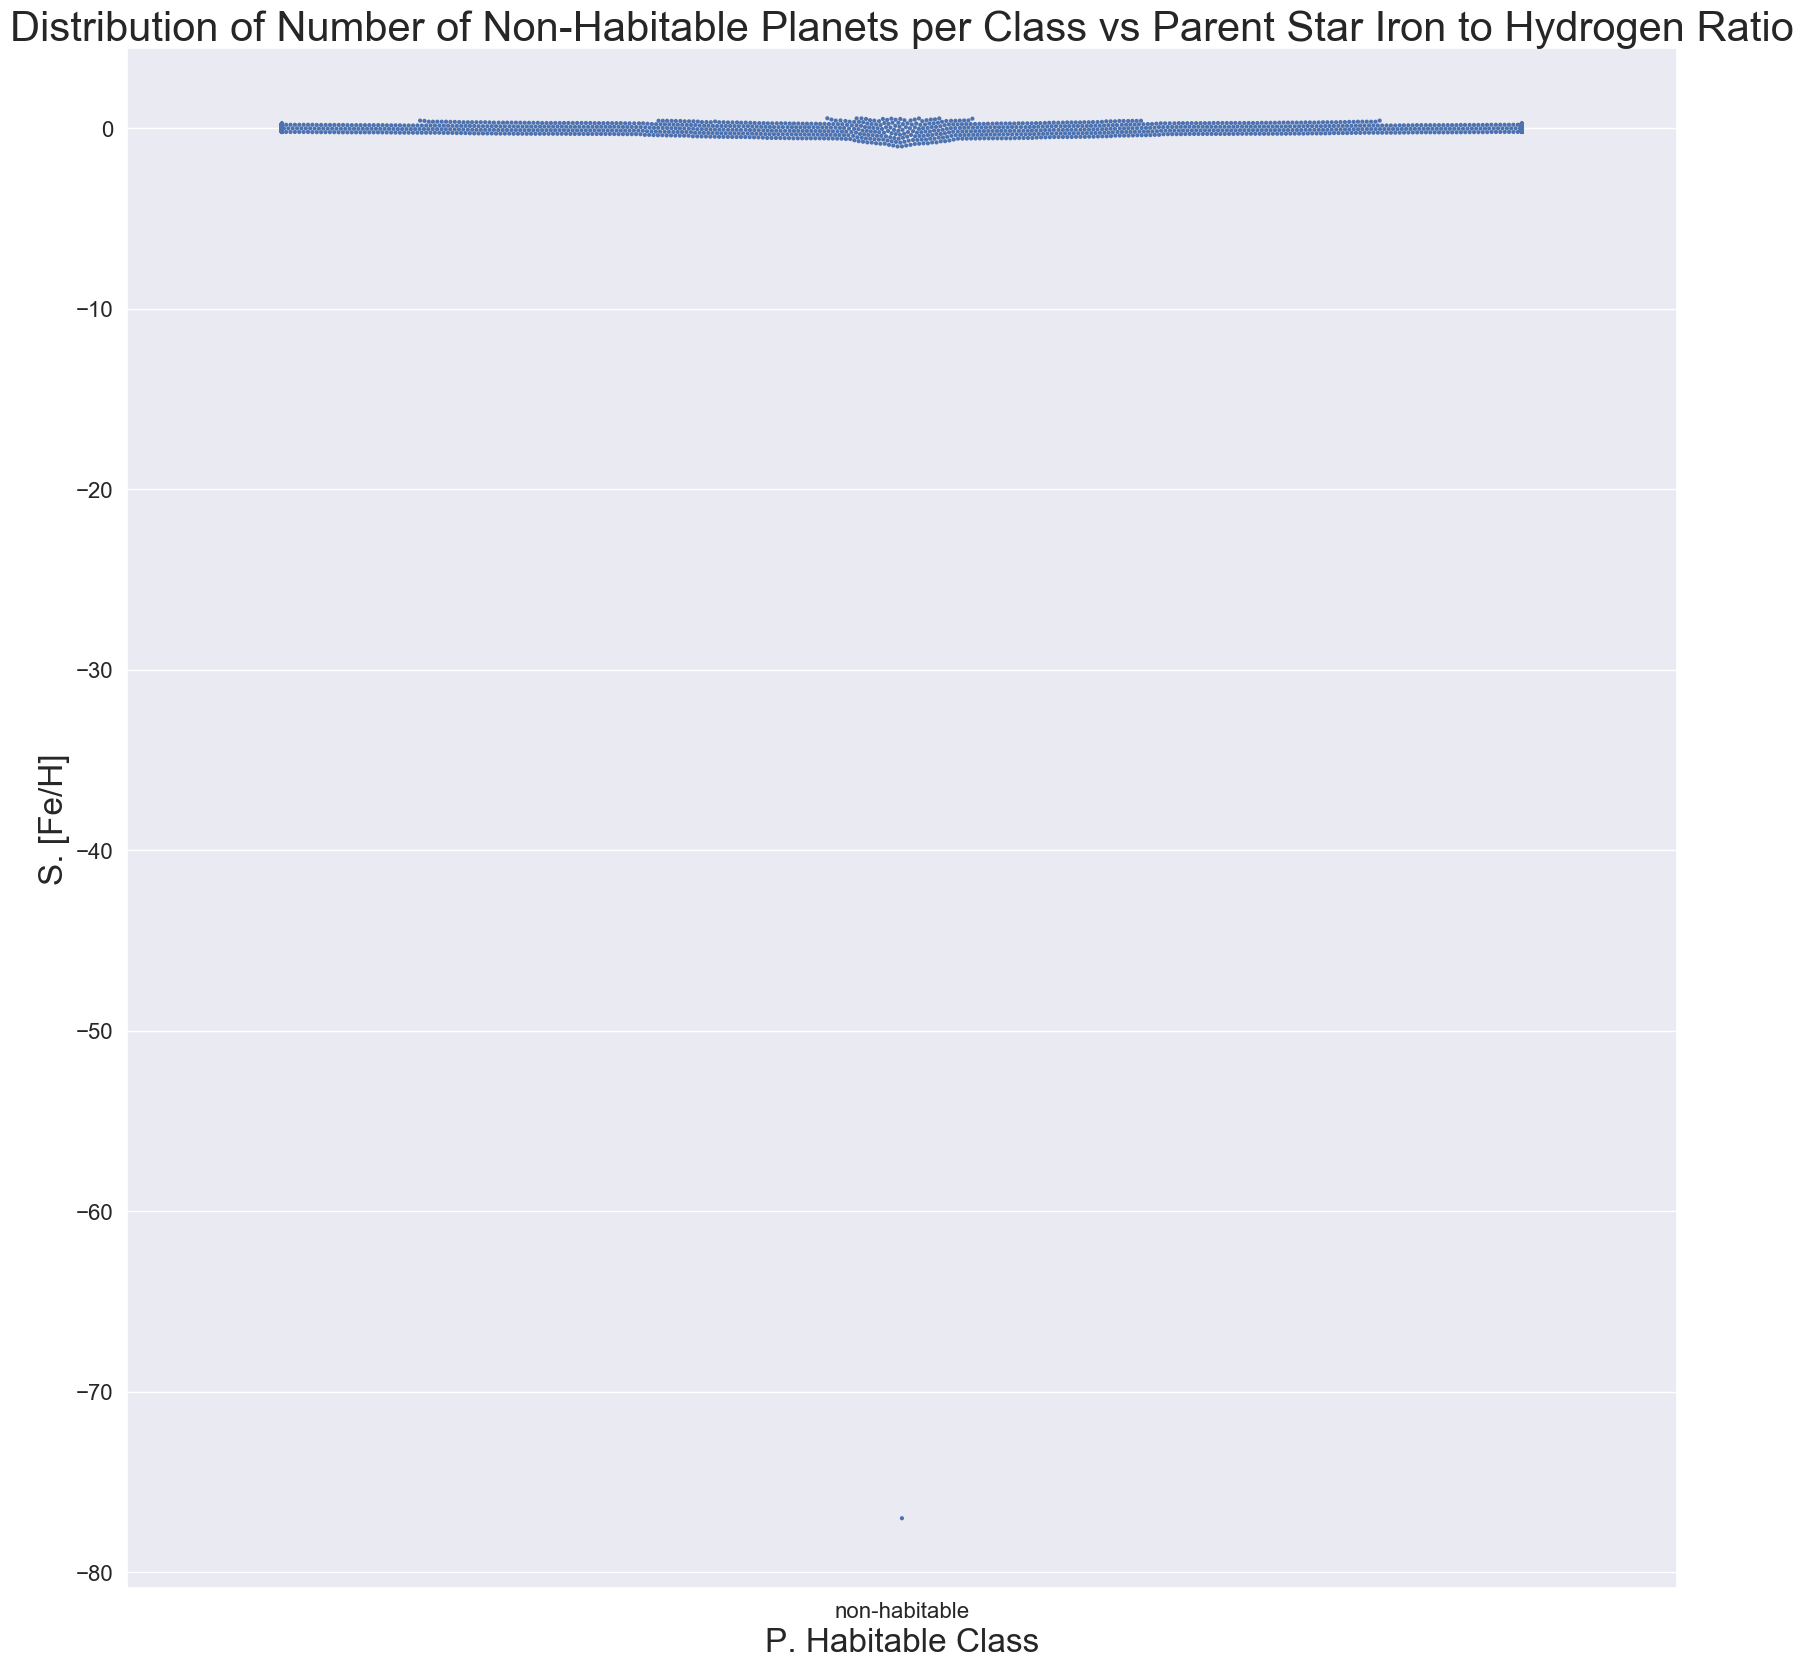 Distribution of Number of Non-Habitable Planets per Class vs Parent Star Iron to Hydrogen Ratio
0
−10
−20
−30
−40
−50
−60
−70
−80
S. [Fe/H]
non-habitable
P. Habitable Class